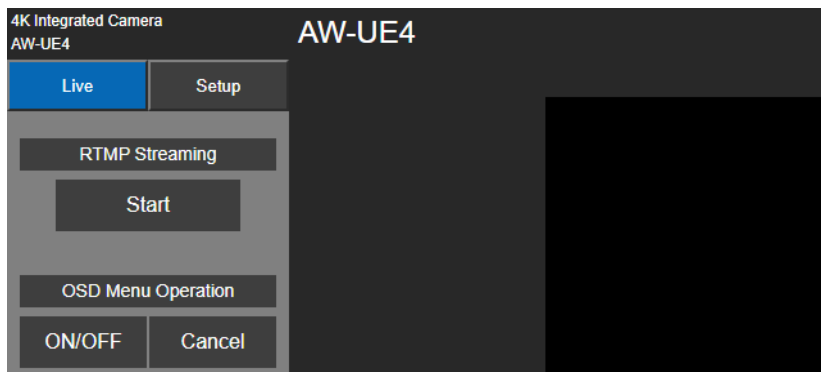 4K Integrated Camera
AW-UE4
AW-UE4
Live
Setup
RTMP Streaming
Start
OSD Menu Operation
ON/OFF
Cancel